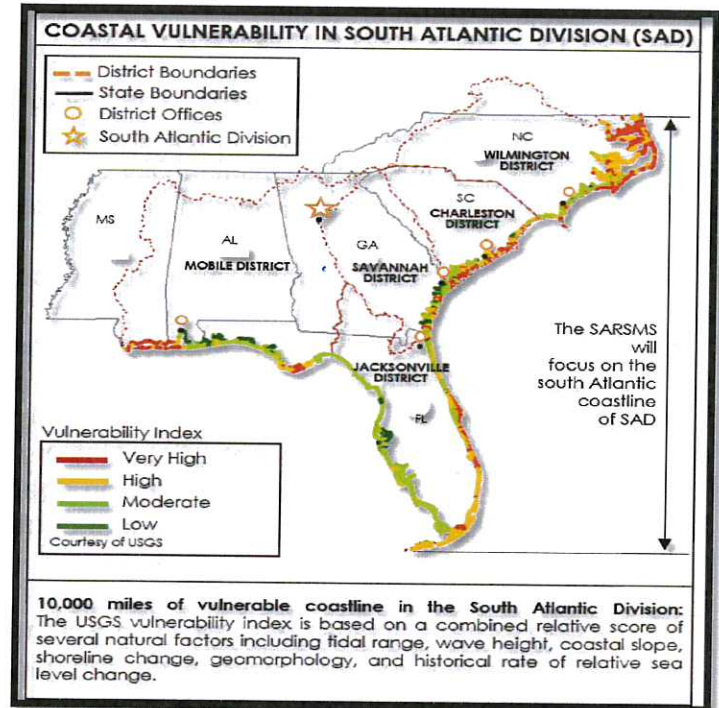 COASTAL VULNERABILITY IN SOUTH ATLANTIC DIVISION (SAD)
District Boundaries
State Boundaries
District Offices
South Atlantic Division
NC
WILMINGTON
DISTRICT
SC
CHARLESTON
DISTRICT
MS
AL
MOBILE DISTRICT
GA
SAVANNAH
DISTRICT
JACKSONVILLE
DISTRICT
FL
The SARSMS
will
focus on the
south Atlantic
coastline
of SAD
Vulnerability Index
Very High
High
Moderate
Low
Courtesy of USGS
10,000 miles of vulnerable coastline in the South Atlantic Division:
The USGS vulnerability index is based on a combined relative score of
several natural factors including tidal range, wave height, coastal slope,
shoreline change, geomorphology, and historical rate of relative sea
level change.